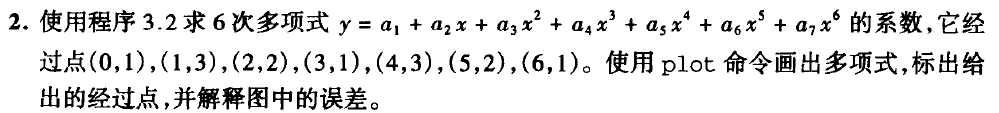 2. 使用程序 3.2 求 6 次多项式 y = a₁ + a₂x + a₃x² + a₄x³ + a₅x⁴ + a₆x⁵ + a₇x⁶ 的系数,它经
过点(0,1),(1,3),(2,2),(3,1),(4,3),(5,2),(6,1)。使用 plot 命令画出多项式,标出给
出的经过点,并解释图中的误差。